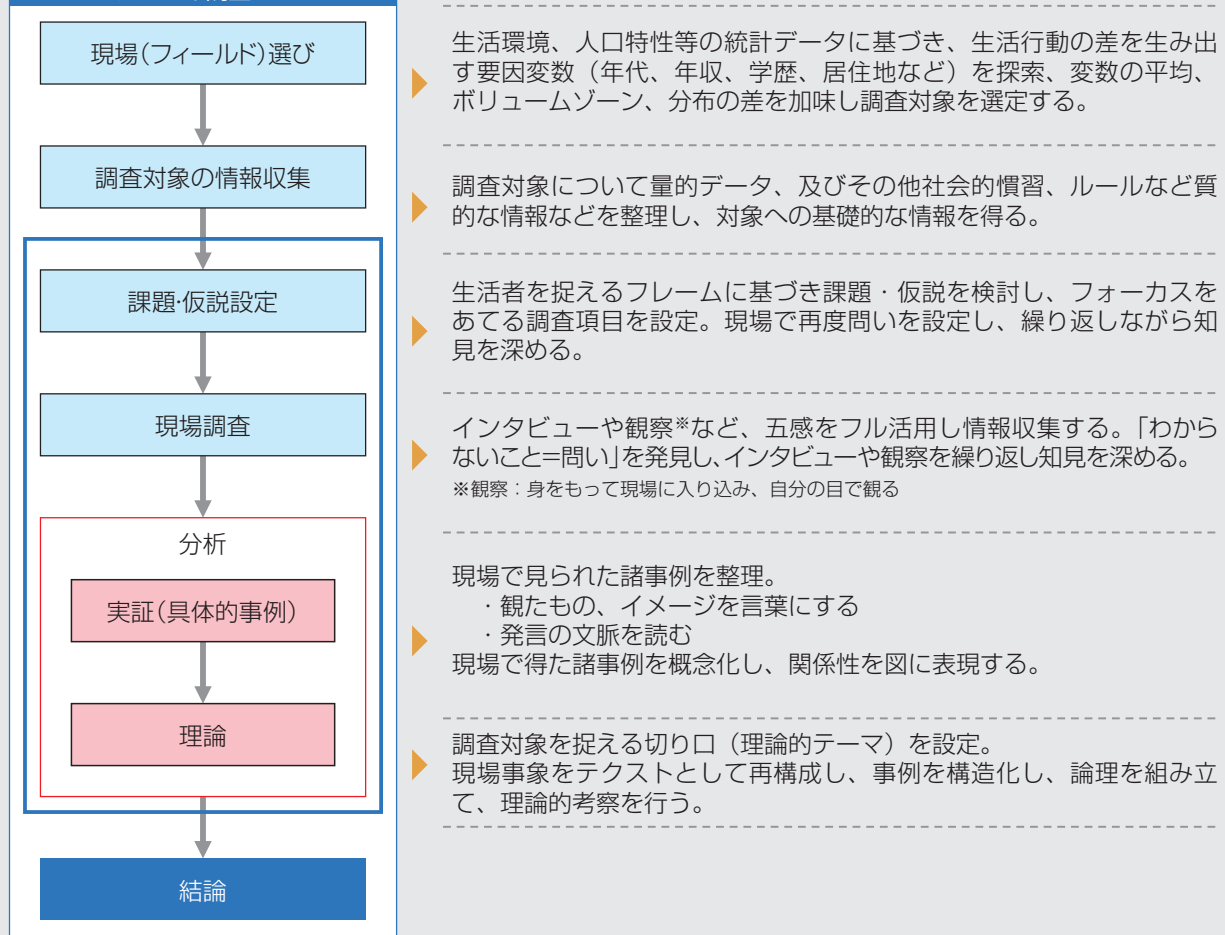 現場(フィールド)選び
生活環境、人口特性等の統計データに基づき、生活行動の差を生み出
す要因変数(年代、年収、学歴、居住地など)を探索、変数の平均、
ボリュームゾーン、分布の差を加味し調査対象を選定する。
調査対象の情報収集
調査対象について量的データ、及びその他社会的慣習、ルールなど質
的な情報などを整理し、対象への基礎的な情報を得る。
課題・仮説設定
生活者を捉えるフレームに基づき課題・仮説を検討し、フォーカスを
あてる調査項目を設定。現場で再度問いを設定し、繰り返しながら知
見を深める。
現場調査
インタビューや観察※など、五感をフル活用し情報収集する。「わから
ないこと=問い」を発見し、インタビューや観察を繰り返し知見を深める。
※観察:身をもって現場に入り込み、自分の目で観る
分析
実証(具体的事例)
現場で見られた諸事例を整理。
・観たもの、イメージを言葉にする
・発言の文脈を読む
現場で得た諸事例を概念化し、関係性を図に表現する。
理論
調査対象を捉える切り口(理論的テーマ)を設定。
現場事象をテクストとして再構成し、事例を構造化し、論理を組み立
て、理論的考察を行う。
結論